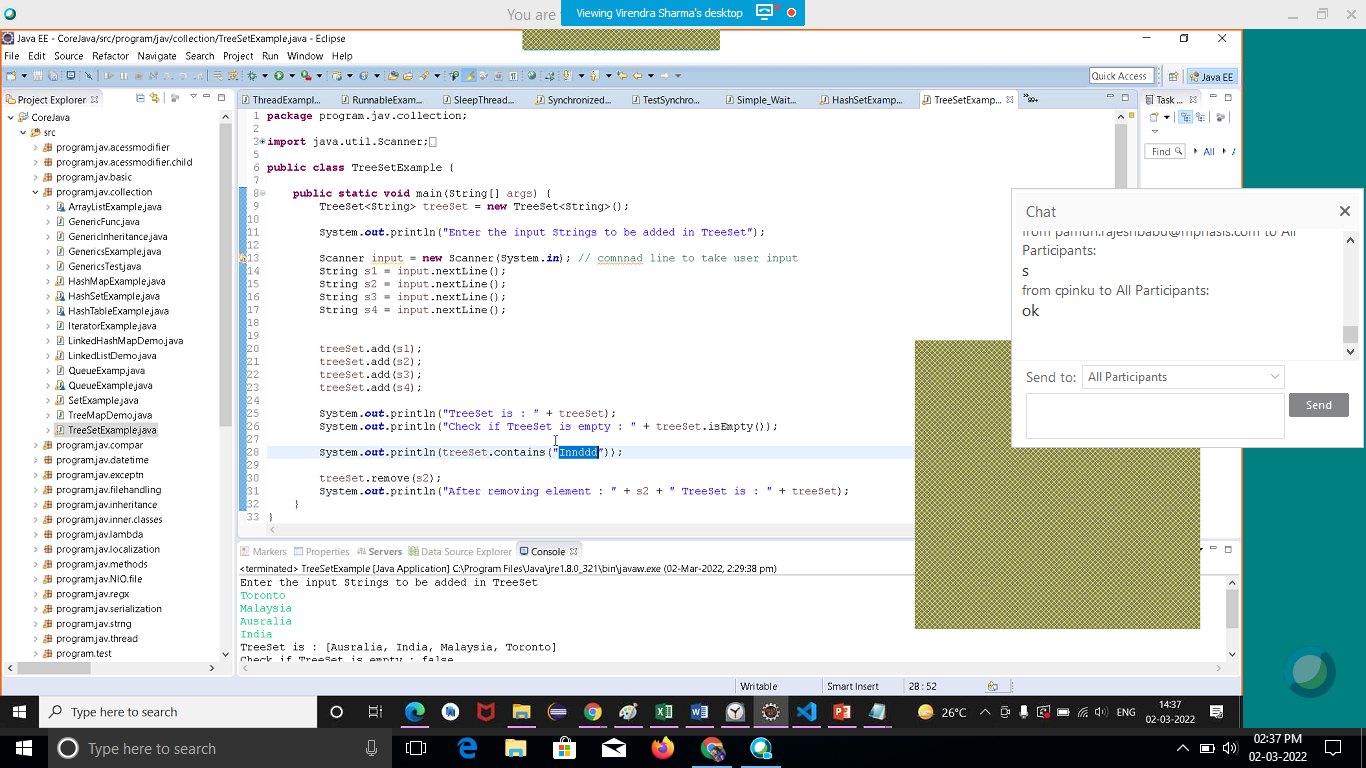 You are
Viewing Virendra Sharma's desktop
Java EE - CoreJava/src/program/jav/collection/TreeSetExample.java - Eclipse
File Edit Source Refactor Navigate Search Project Run Window Help
Quick Access
Java EE
Project Explorer
CoreJava
src
program.jav.acessmodifier
program.jav.acessmodifier.child
program.jav.basic
program.jav.collection
ArrayListExample.java
GenericFunc.java
GenericInheritance.java
GenericsExample.java
GenericsTest.java
HashMapExample.java
HashSetExample.java
HashTableExample.java
IteratorExample.java
LinkedHashMapDemo.java
LinkedListDemo.java
QueueExamp.java
QueueExample.java
SetExample.java
TreeMapDemo.java
TreeSetExample.java
program.jav.compar
program.jav.datetime
program.jav.exceptn
program.jav.filehandling
program.jav.inheritance
program.jav.inner.classes
program.jav.lambda
program.jav.localization
program.jav.methods
program.jav.NIO.file
program.jav.regx
program.jav.serialization
program.jav.strng
program.jav.thread
program.test
ThreadExampl... RunnableExam... SleepThread... Synchronized... TestSynchro... Simple_Wait... HashSetExamp... TreeSetExamp...
1 package program.jav.collection;
2
3 import java.util.Scanner;
5
6 public class TreeSetExample {
7
8 public static void main(String[] args) {
9 TreeSet<String> treeSet = new TreeSet<String>();
10
11 System.out.println("Enter the input Strings to be added in TreeSet");
12
13 Scanner input = new Scanner(System.in); // comnnad line to take user input
14 String s1 = input.nextLine();
15 String s2 = input.nextLine();
16 String s3 = input.nextLine();
17 String s4 = input.nextLine();
18
19
20 treeSet.add(s1);
21 treeSet.add(s2);
22 treeSet.add(s3);
23 treeSet.add(s4);
24
25 System.out.println("TreeSet is : " + treeSet);
26 System.out.println("Check if TreeSet is empty : " + treeSet.isEmpty());
27
28 System.out.println(treeSet.contains("Innddd"));
29
30 treeSet.remove(s2);
31 System.out.println("After removing element : " + s2 + " TreeSet is : " + treeSet);
32 }
33 }
Task ...
Find
All
Chat
from pamuri.rajeshbabu@mphasis.com to All
Participants:
s
from cpinku to All Participants:
ok
Send to: All Participants
Send
Markers Properties Servers Data Source Explorer Console
<terminated> TreeSetExample [Java Application] C:\Program Files\Java\jre1.8.0_321\bin\javaw.exe (02-Mar-2022, 2:29:38 pm)
Enter the input Strings to be added in TreeSet
Toronto
Malaysia
Ausralia
India
TreeSet is : [Ausralia, India, Malaysia, Toronto]
Check if TreeSet is empty : false
Writable Smart Insert 28 : 52
Type here to search
26°C
ENG
14:37
02-03-2022
Type here to search
02:37 PM
02-03-2022